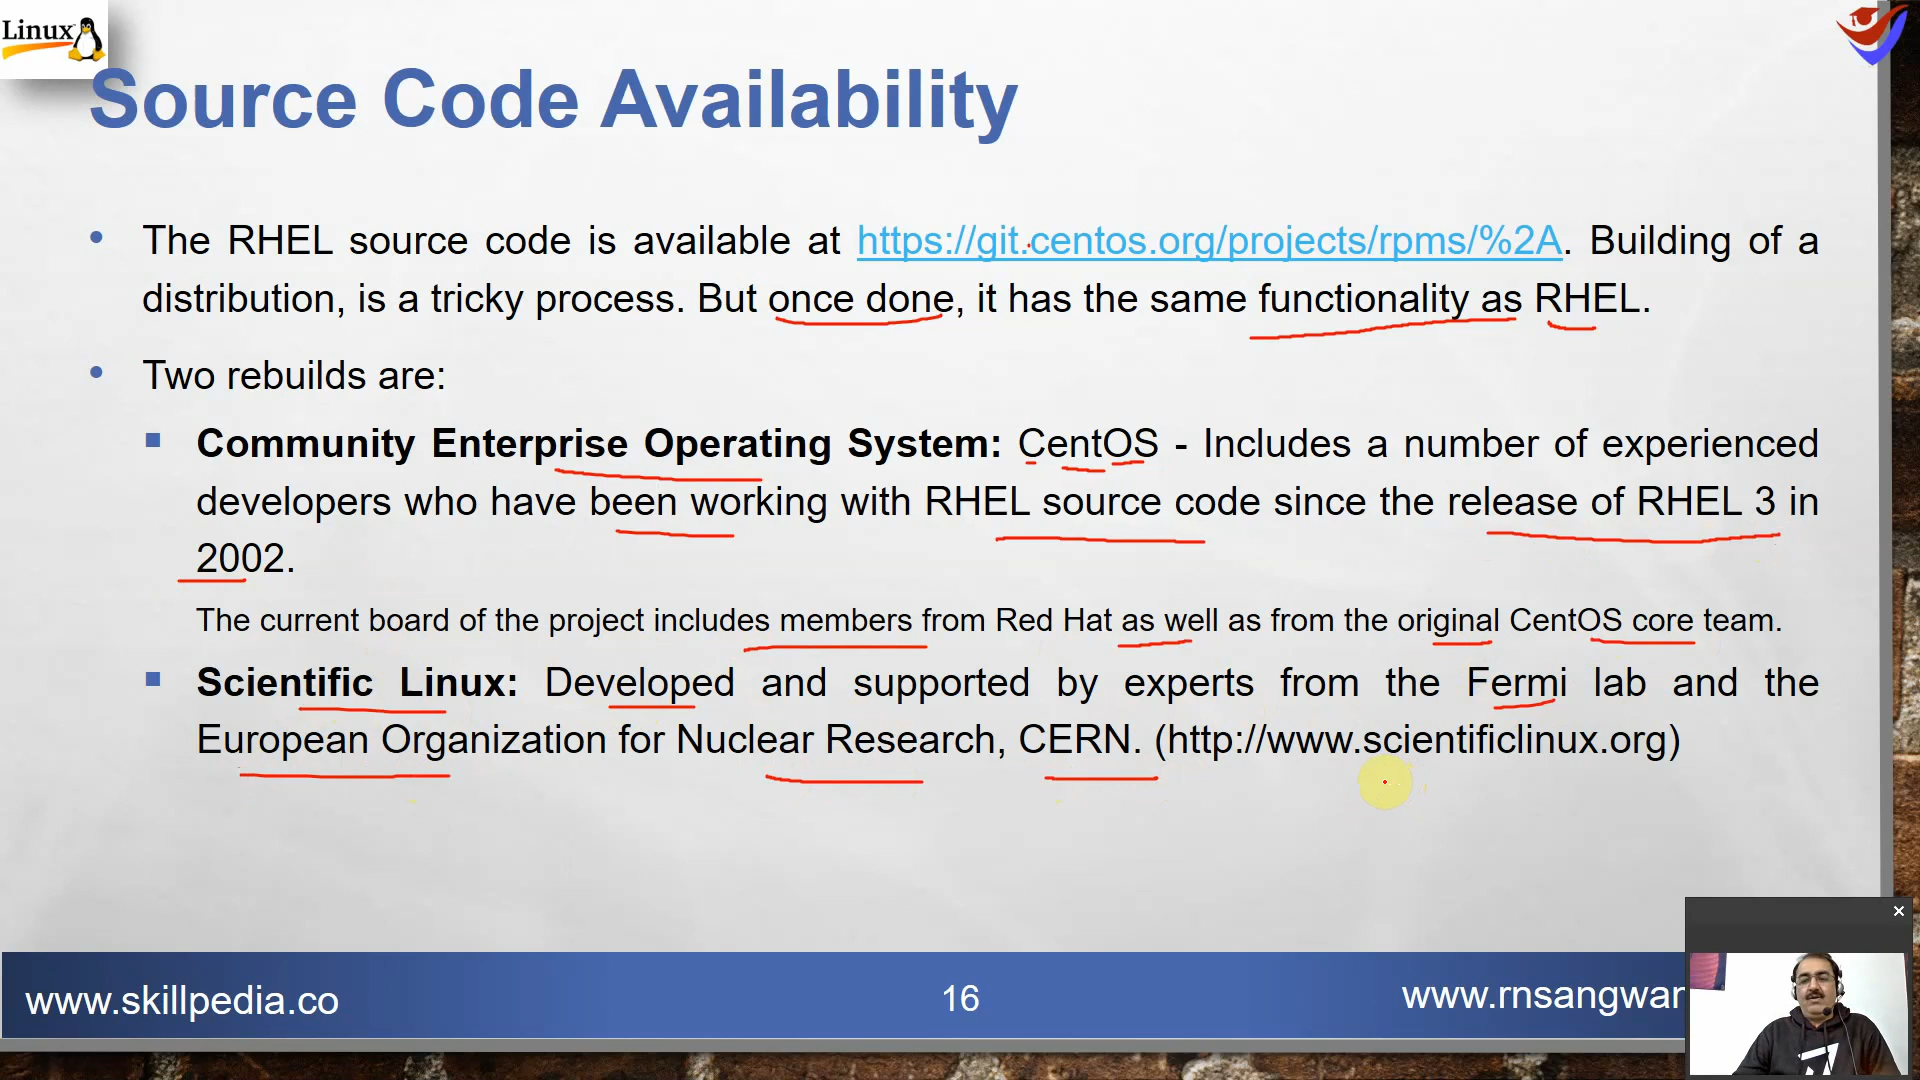 Linux
Source Code Availability
• The RHEL source code is available at https://git.centos.org/projects/rpms/%2A. Building of a
distribution, is a tricky process. But once done, it has the same functionality as RHEL.
• Two rebuilds are:
▪ Community Enterprise Operating System: CentOS - Includes a number of experienced
developers who have been working with RHEL source code since the release of RHEL 3 in
2002.
The current board of the project includes members from Red Hat as well as from the original CentOS core team.
▪ Scientific Linux: Developed and supported by experts from the Fermi lab and the
European Organization for Nuclear Research, CERN. (http://www.scientificlinux.org)
www.skillpedia.co
16
www.rnsangwan